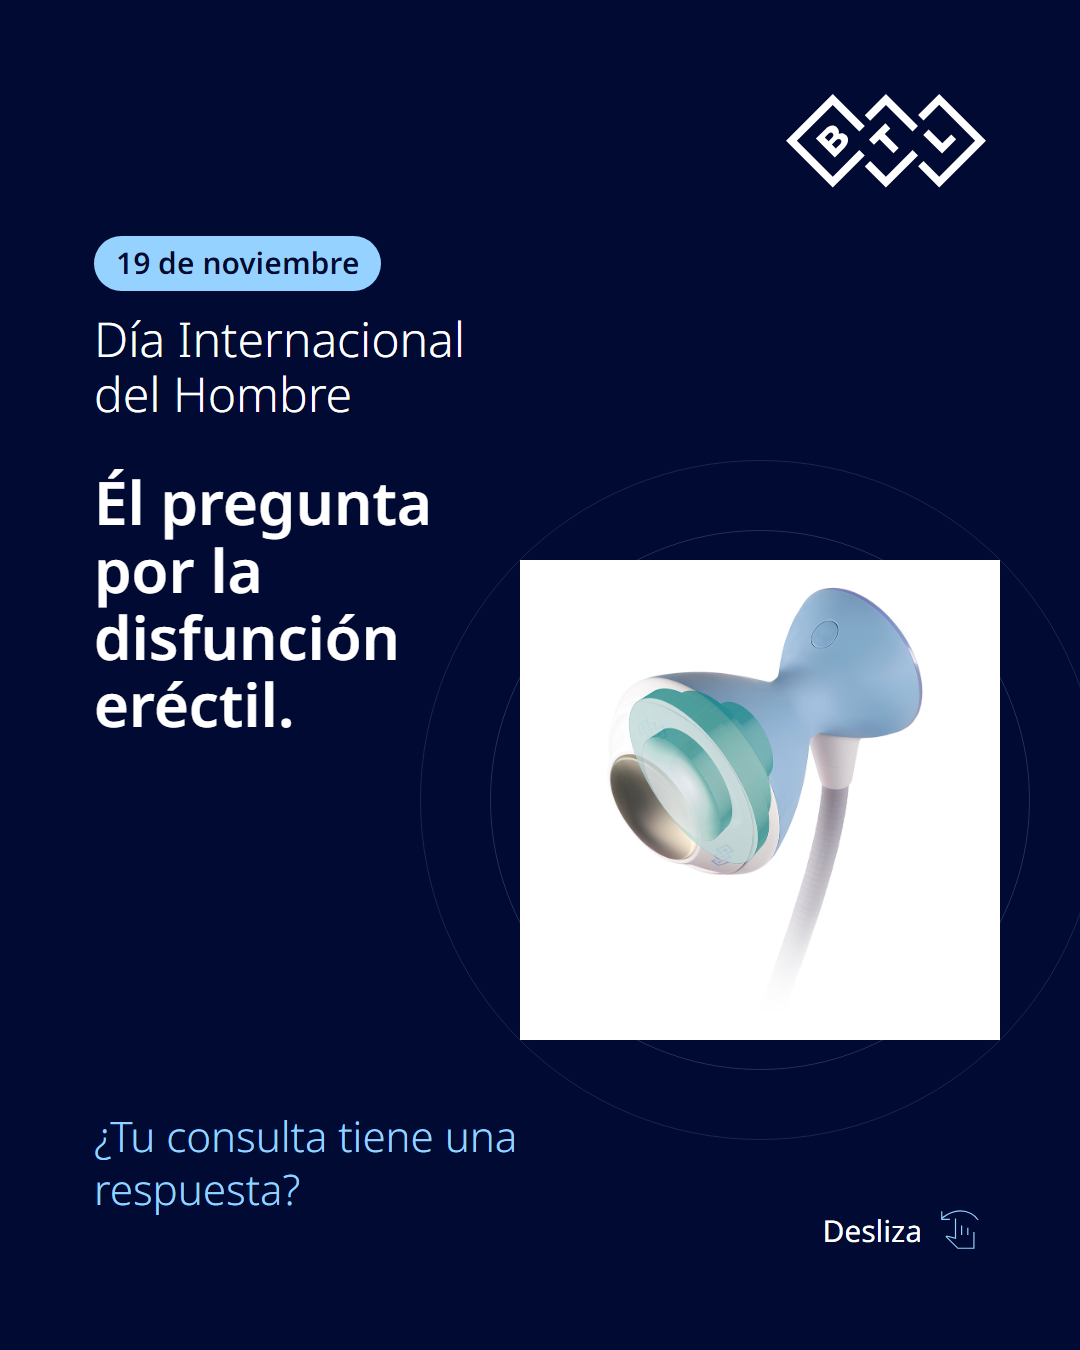 BTL
19 de noviembre
Día Internacional
del Hombre
Él pregunta
por la
disfunción
eréctil.
¿Tu consulta tiene una
respuesta?
Desliza